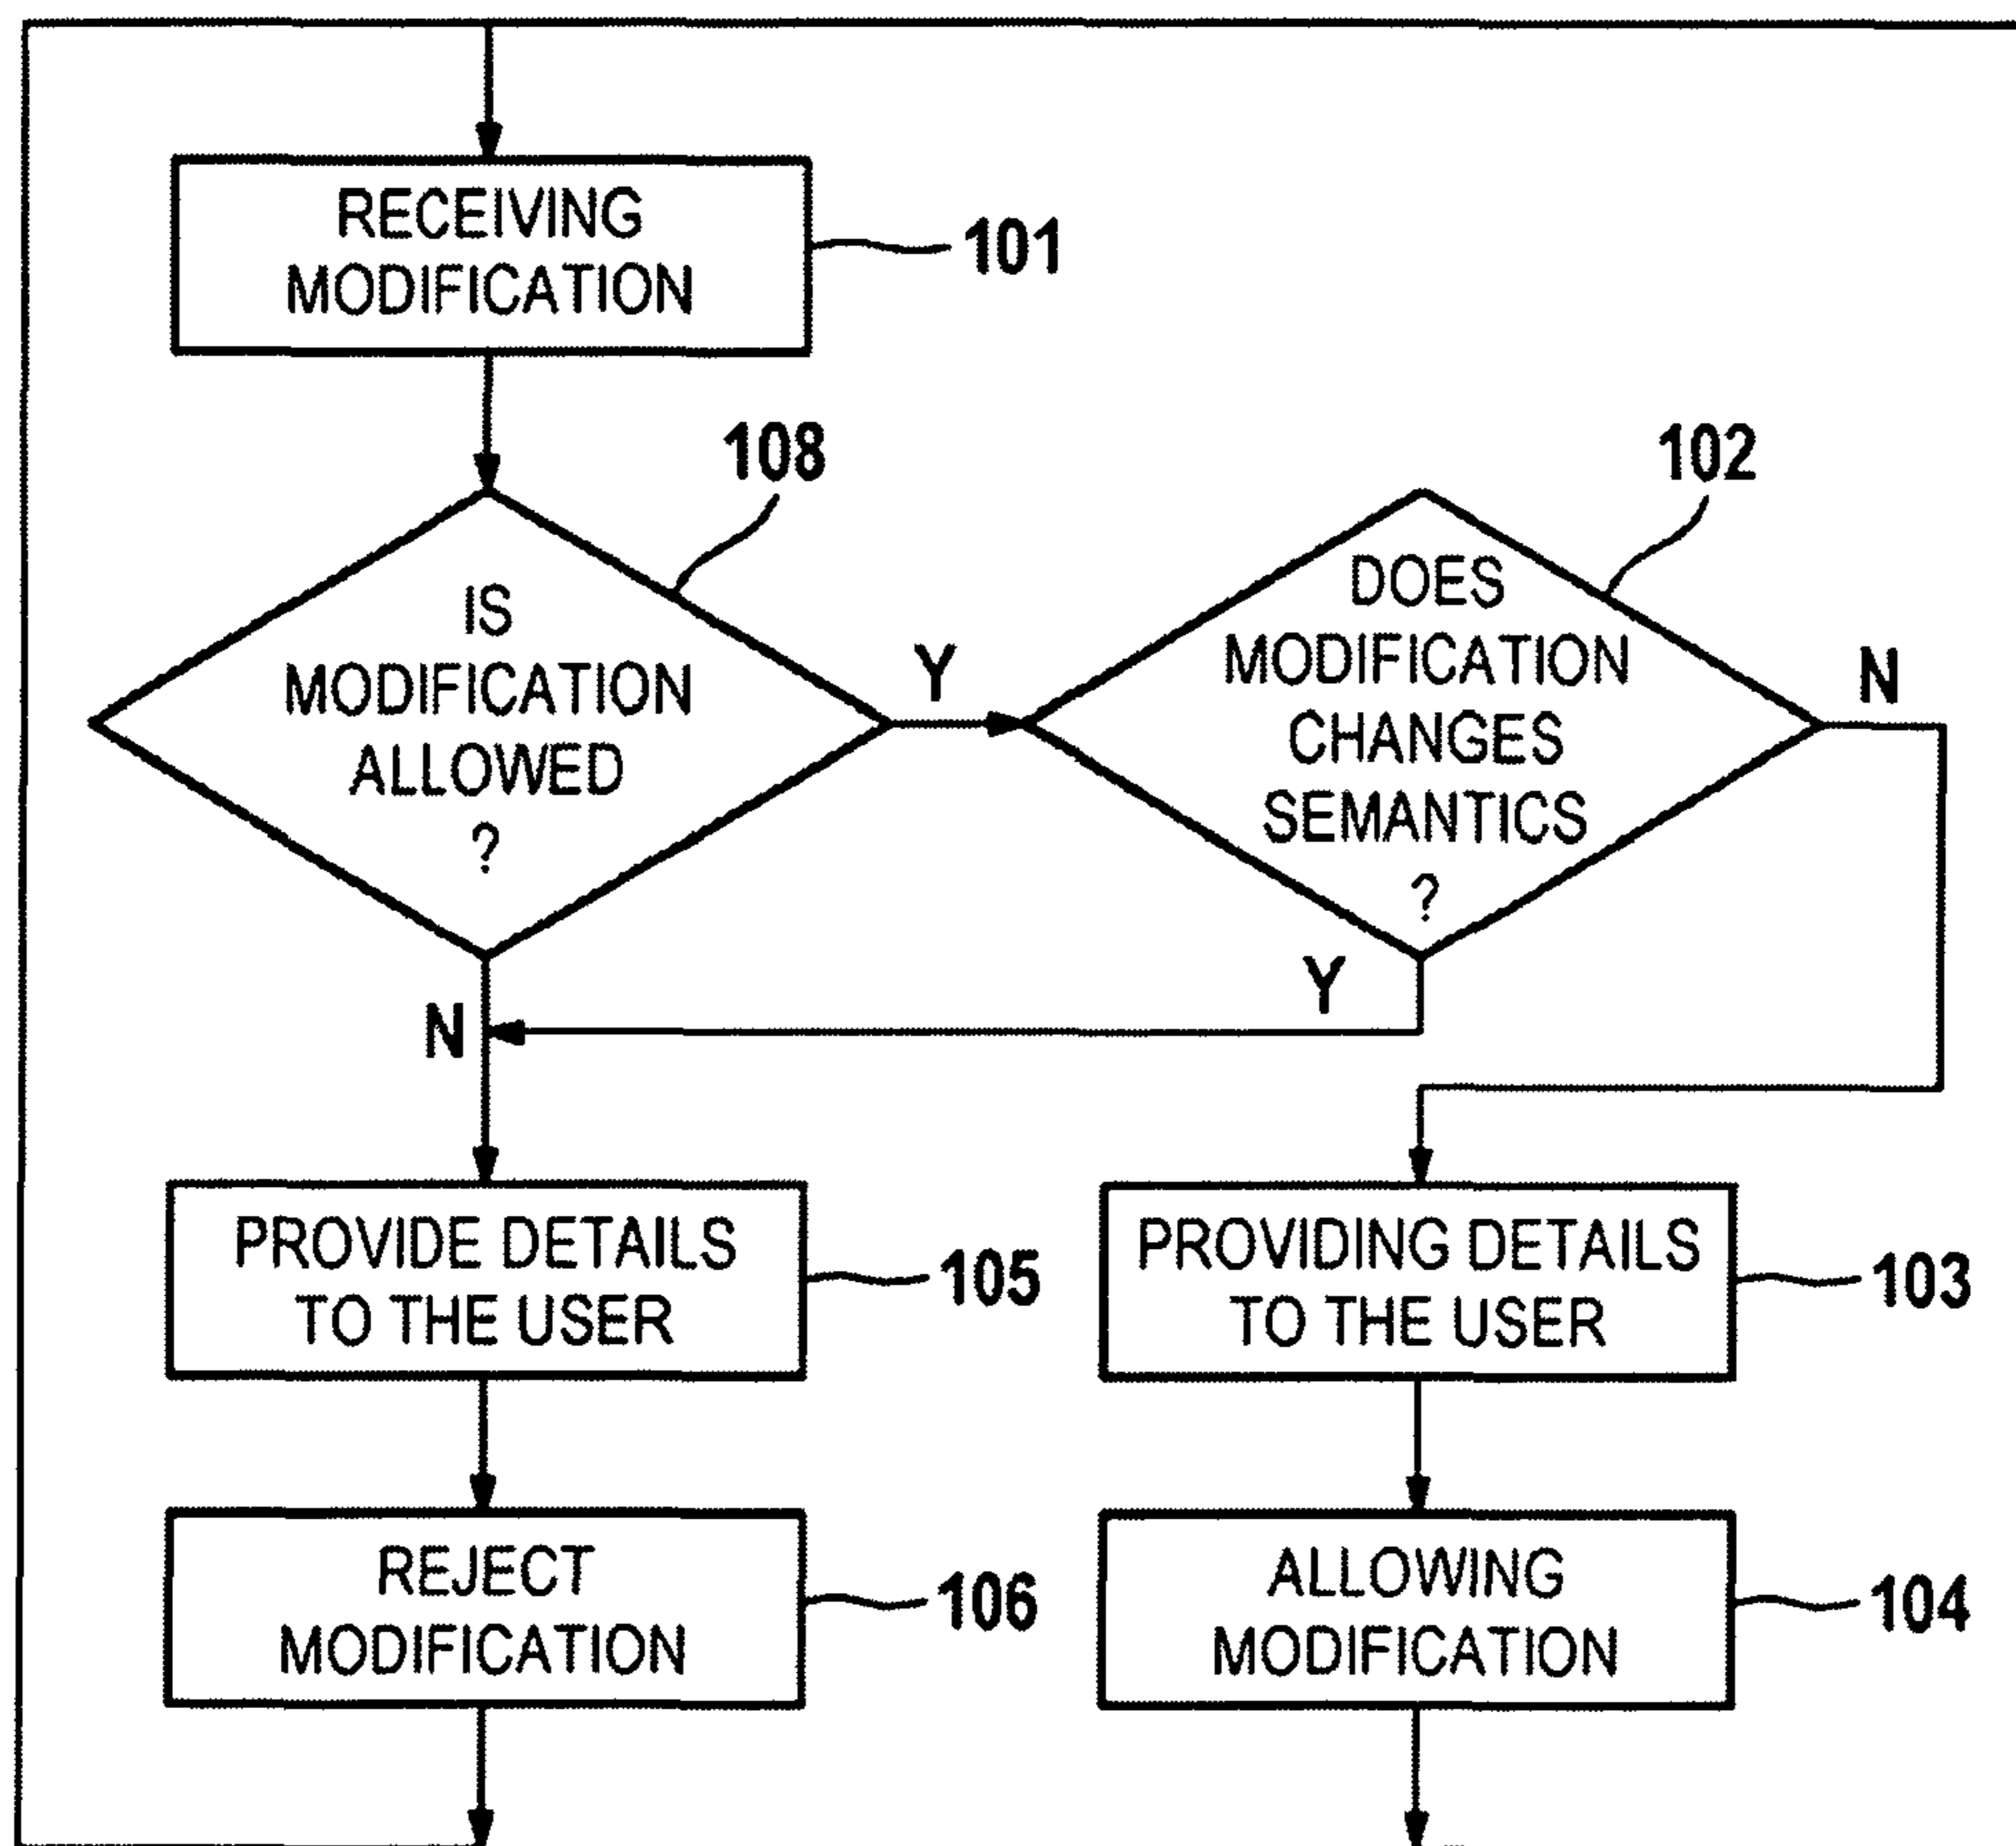 RECEIVING
MODIFICATION
101
108
IS
MODIFICATION
ALLOWED
?
Y
N
102
DOES
MODIFICATION
CHANGES
SEMANTICS
?
N
Y
PROVIDE DETAILS
TO THE USER
105
PROVIDING DETAILS
TO THE USER
103
REJECT
MODIFICATION
106
ALLOWING
MODIFICATION
104